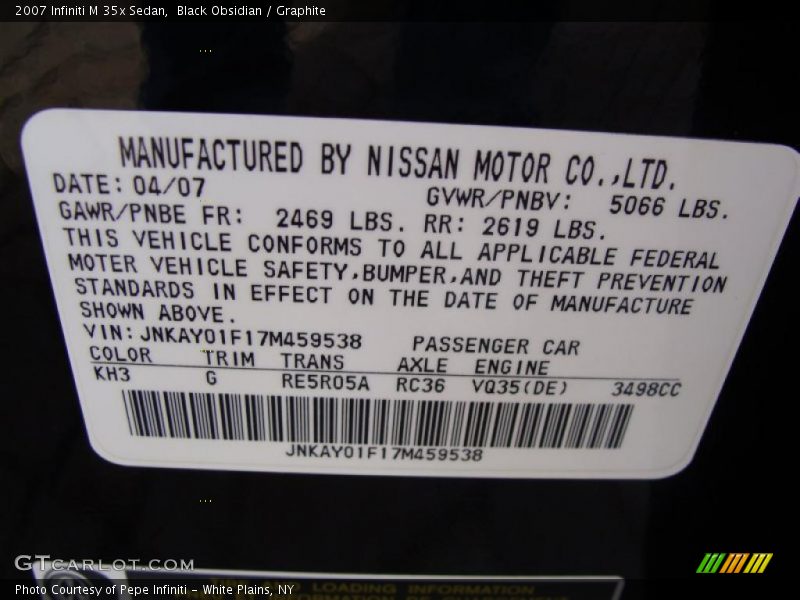 2007 Infiniti M 35x Sedan, Black Obsidian / Graphite
MANUFACTURED BY NISSAN MOTOR CO.,LTD.
DATE: 04/07 GVWR/PNBV: 5066 LBS.
GAWR/PNBE FR: 2469 LBS. RR: 2619 LBS.
THIS VEHICLE CONFORMS TO ALL APPLICABLE FEDERAL
MOTER VEHICLE SAFETY,BUMPER,AND THEFT PREVENTION
STANDARDS IN EFFECT ON THE DATE OF MANUFACTURE
SHOWN ABOVE.
VIN: JNKAY01F17M459538 PASSENGER CAR
COLOR TRIM TRANS AXLE ENGINE
KH3 G RE5R05A RC36 VQ35(DE) 3498CC
JNKAY01F17M459538
GTCARLOT.COM
TIRE AND LOADING INFORMATION
Photo Courtesy of Pepe Infiniti - White Plains, NY